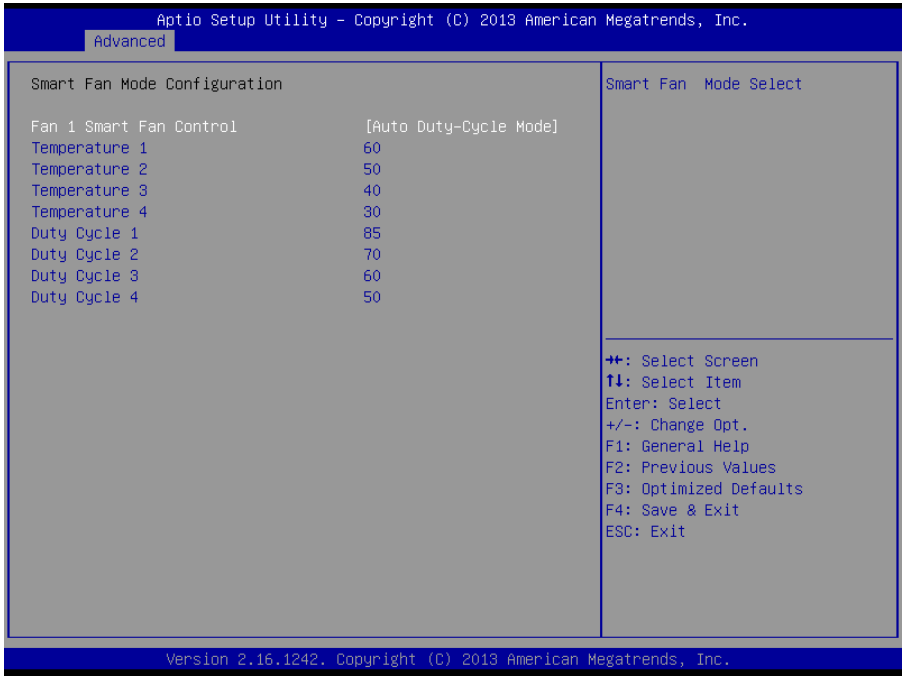 Aptio Setup Utility – Copyright (C) 2013 American Megatrends, Inc.
Advanced
Smart Fan Mode Configuration
Fan 1 Smart Fan Control [Auto Duty-Cycle Mode]
Temperature 1 60
Temperature 2 50
Temperature 3 40
Temperature 4 30
Duty Cycle 1 85
Duty Cycle 2 70
Duty Cycle 3 60
Duty Cycle 4 50
Smart Fan Mode Select
→←: Select Screen
↑↓: Select Item
Enter: Select
+/-: Change Opt.
F1: General Help
F2: Previous Values
F3: Optimized Defaults
F4: Save & Exit
ESC: Exit
Version 2.16.1242. Copyright (C) 2013 American Megatrends, Inc.